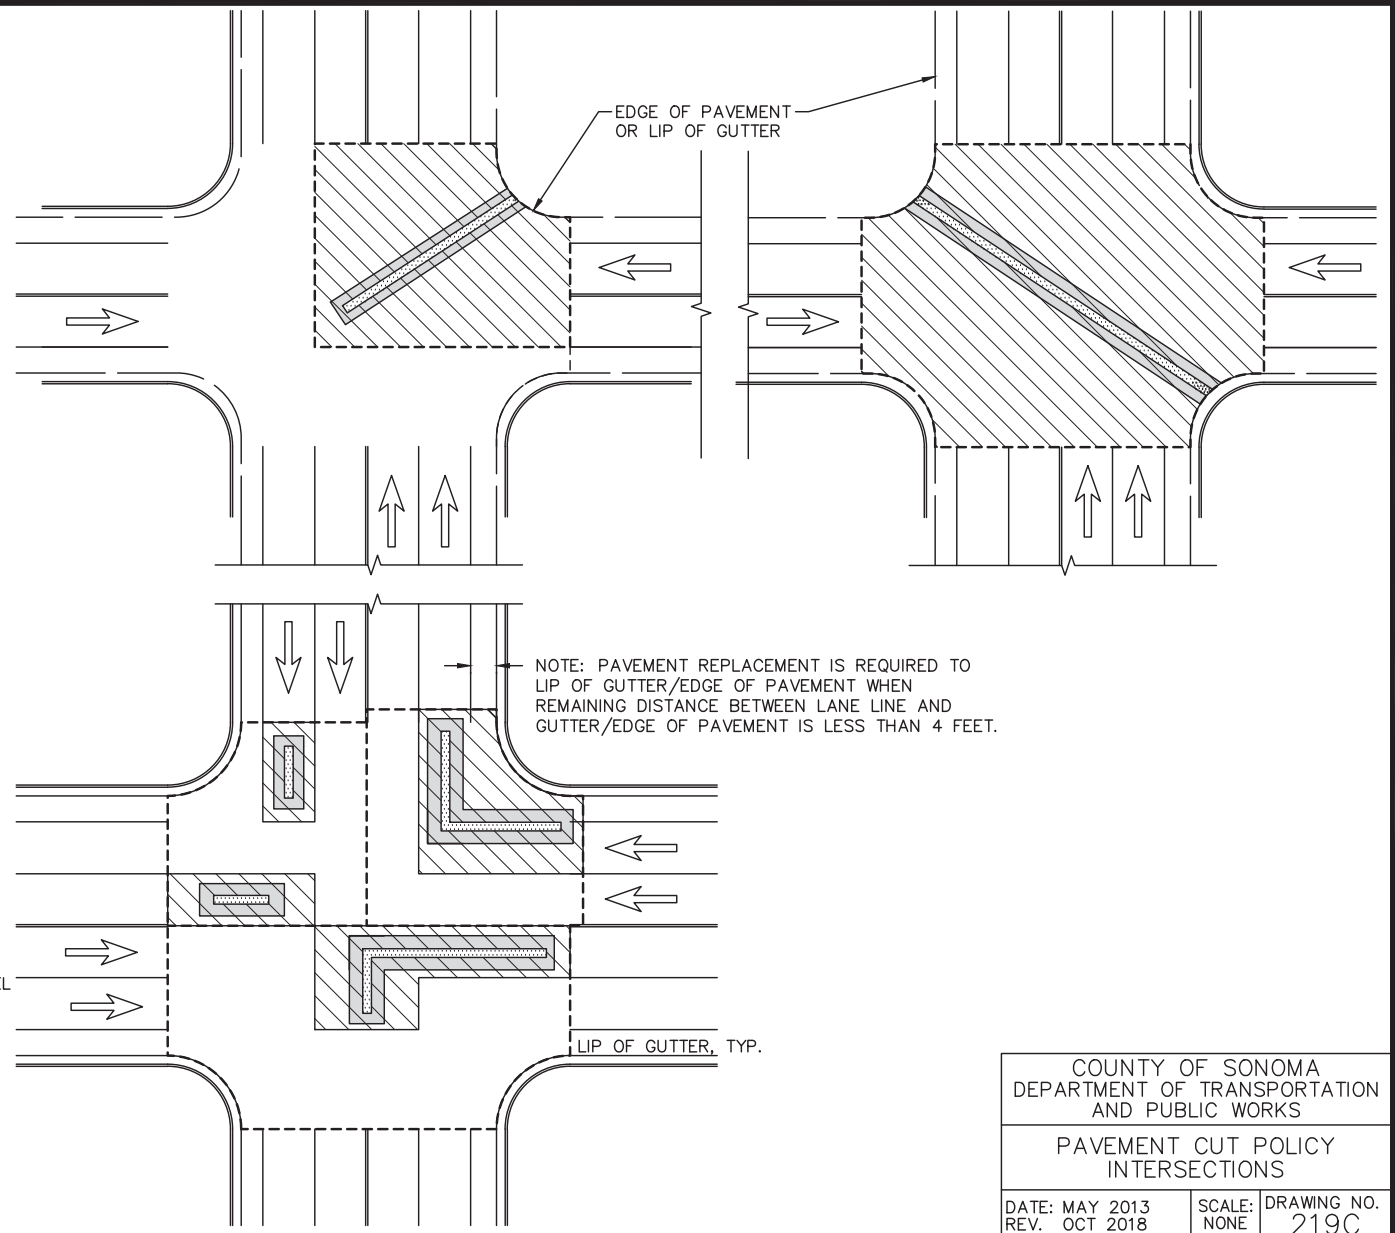 EDGE OF PAVEMENT
OR LIP OF GUTTER
NOTE: PAVEMENT REPLACEMENT IS REQUIRED TO
LIP OF GUTTER/EDGE OF PAVEMENT WHEN
REMAINING DISTANCE BETWEEN LANE LINE AND
GUTTER/EDGE OF PAVEMENT IS LESS THAN 4 FEET.
EL
LIP OF GUTTER, TYP.
COUNTY OF SONOMA
DEPARTMENT OF TRANSPORTATION
AND PUBLIC WORKS
PAVEMENT CUT POLICY
INTERSECTIONS
DATE: MAY 2013
REV. OCT 2018
SCALE:
NONE
DRAWING NO.
219C